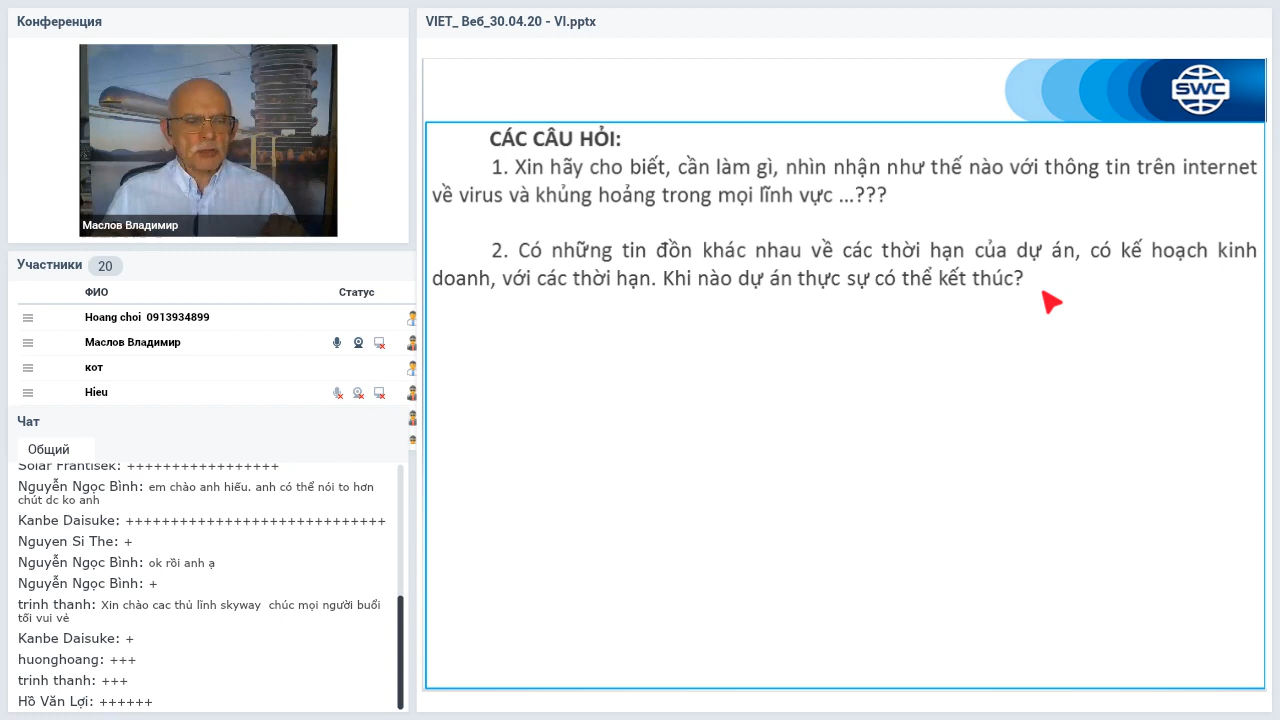 Конференция
Маслов Владимир
Участники 20
ФИО Статус
Hoang choi 0913934899
Маслов Владимир
кот
Hieu
Чат
Общий
Solar Frantisek: +++++++++++++++++
Nguyễn Ngọc Bình: em chào anh hiếu. anh có thể nói to hơn
chút dc ko anh
Kanbe Daisuke: +++++++++++++++++++++++++++++
Nguyen Si The: +
Nguyễn Ngọc Bình: ok rồi anh ạ
Nguyễn Ngọc Bình: +
trinh thanh: Xin chào cac thủ lĩnh skyway chúc mọi người buổi
tối vui vẻ
Kanbe Daisuke: +
huonghoang: +++
trinh thanh: +++
Hồ Văn Lợi: ++++++
VIET_ Веб_30.04.20 - VI.pptx
SWC
CÁC CÂU HỎI:
1. Xin hãy cho biết, cần làm gì, nhìn nhận như thế nào với thông tin trên internet
về virus và khủng hoảng trong mọi lĩnh vực ...???
2. Có những tin đồn khác nhau về các thời hạn của dự án, có kế hoạch kinh
doanh, với các thời hạn. Khi nào dự án thực sự có thể kết thúc?